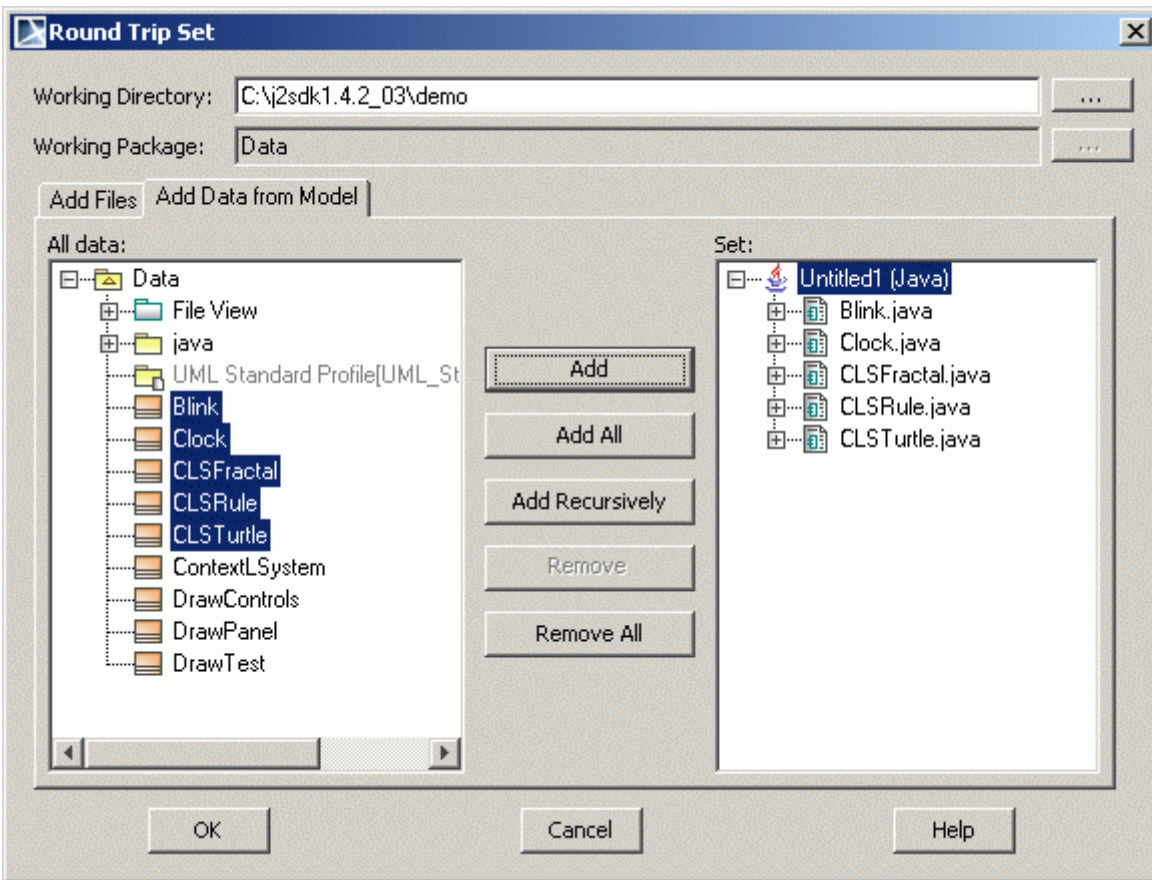 Round Trip Set
Working Directory: C:\j2sdk1.4.2_03\demo ...
Working Package: Data ...
Add Files Add Data from Model
All data:
Data
File View
java
UML Standard Profile[UML_St
Blink
Clock
CLSFractal
CLSRule
CLSTurtle
ContextLSystem
DrawControls
DrawPanel
DrawTest
Add
Add All
Add Recursively
Remove
Remove All
Set:
Untitled1 (Java)
Blink.java
Clock.java
CLSFractal.java
CLSRule.java
CLSTurtle.java
OK Cancel Help